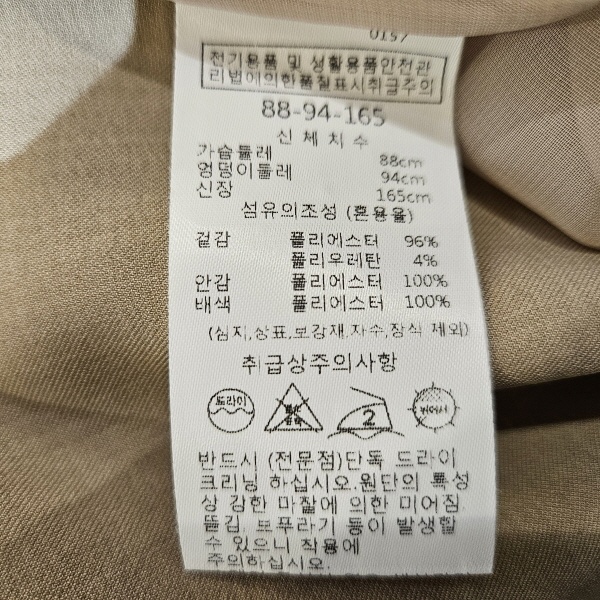 0157
전기용품 및 생활용품안전관
리법에의한품질표시취급주의
88-94-165
신체치수
가슴둘레 88cm
엉덩이둘레 94cm
신장 165cm
섬유의조성 (혼용율)
겉감 폴리에스터 96%
폴리우레탄 4%
안감 폴리에스터 100%
배색 폴리에스터 100%
(심지,상표,보강재,자수,장식 제외)
취급상주의사항
드라이
2
뉘어서
반드시 (전문점)단독 드라이
크리닝 하십시오.원단의 특성
상 강한 마찰에 의한 미어짐
뜯김, 보푸라기 등이 발생할
수 있으니 착용에
주의하십시오.